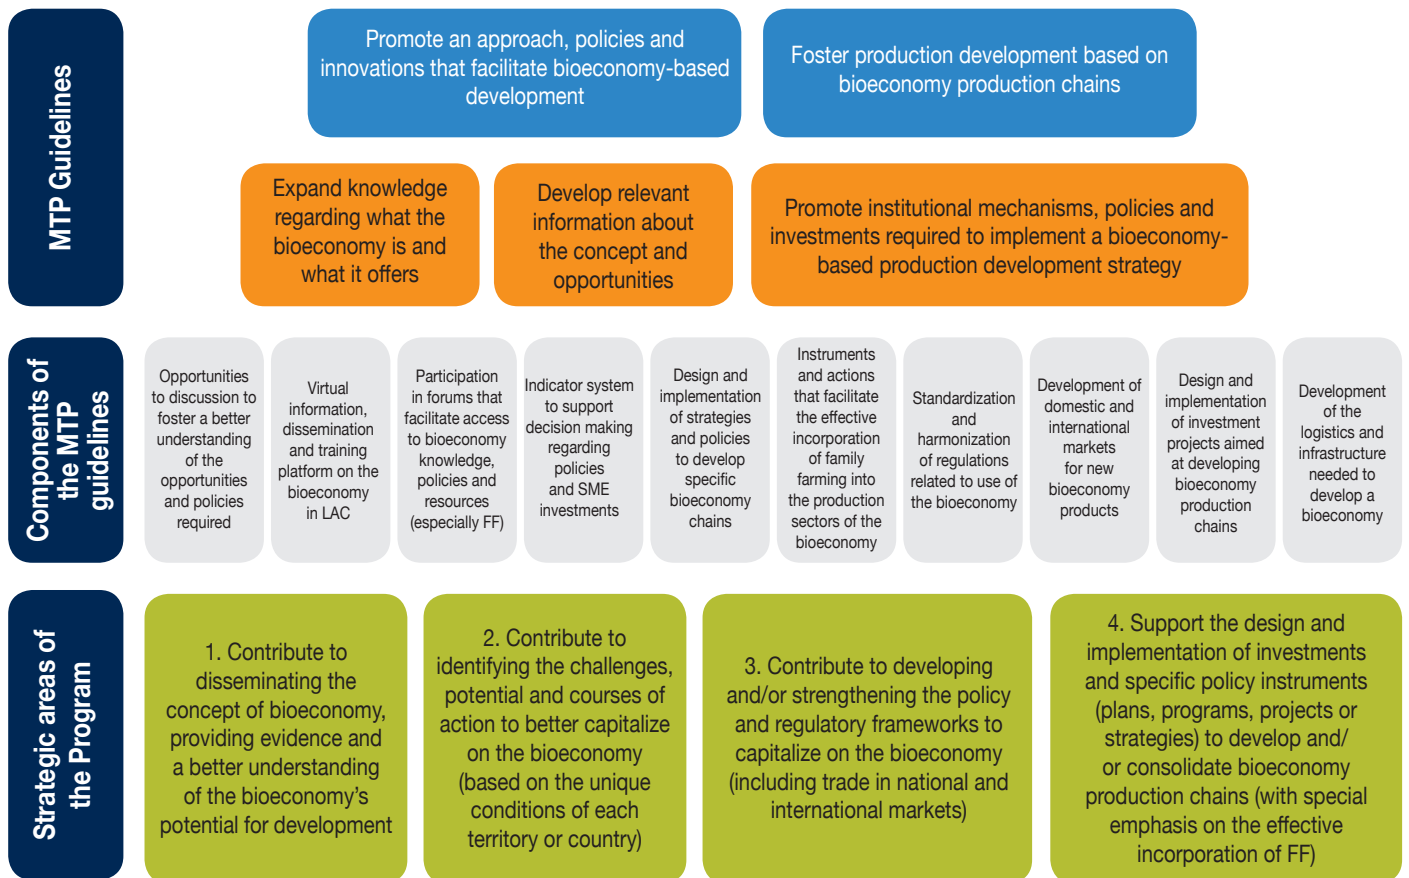 MTP Guidelines
Promote an approach, policies and
innovations that facilitate bioeconomy-based
development
Foster production development based on
bioeconomy production chains
Expand knowledge
regarding what the
bioeconomy is and
what it offers
Develop relevant
information about
the concept and
opportunities
Promote institutional mechanisms, policies and
investments required to implement a bioeconomy-
based production development strategy
Components of
the MTP
guidelines
Opportunities
to discussion to
foster a better
understanding
of the
opportunities
and policies
required
Virtual
information,
dissemination
and training
platform on the
bioeconomy
in LAC
Participation
in forums that
facilitate access
to bioeconomy
knowledge,
policies and
resources
(especially FF)
Indicator system
to support
decision making
regarding
policies
and SME
investments
Design and
implementation
of strategies
and policies
to develop
specific
bioeconomy
chains
Instruments
and actions
that facilitate
the effective
incorporation
of family
farming into
the production
sectors of the
bioeconomy
Standardization
and
harmonization
of regulations
related to use of
the bioeconomy
Development of
domestic and
international
markets
for new
bioeconomy
products
Design and
implementation
of investment
projects aimed
at developing
bioeconomy
production
chains
Development
of the
logistics and
infrastructure
needed to
develop a
bioeconomy
Strategic areas of
the Program
1. Contribute to
disseminating the
concept of bioeconomy,
providing evidence and
a better understanding
of the bioeconomy's
potential for development
2. Contribute to
identifying the challenges,
potential and courses of
action to better capitalize
on the bioeconomy
(based on the unique
conditions of each
territory or country)
3. Contribute to developing
and/or strengthening the policy
and regulatory frameworks to
capitalize on the bioeconomy
(including trade in national and
international markets)
4. Support the design and
implementation of investments
and specific policy instruments
(plans, programs, projects or
strategies) to develop and/
or consolidate bioeconomy
production chains (with special
emphasis on the effective
incorporation of FF)